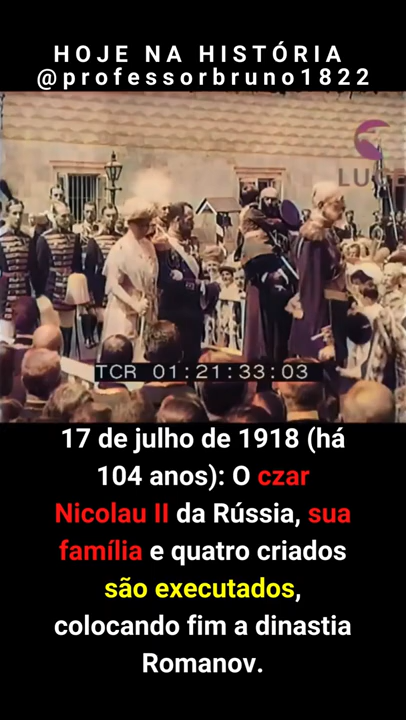 HOJE NA HISTÓRIA
@professorbruno1822
TCR 01:21:33:03
17 de julho de 1918 (há
104 anos): O czar
Nicolau II da Rússia, sua
família e quatro criados
são executados,
colocando fim a dinastia
Romanov.